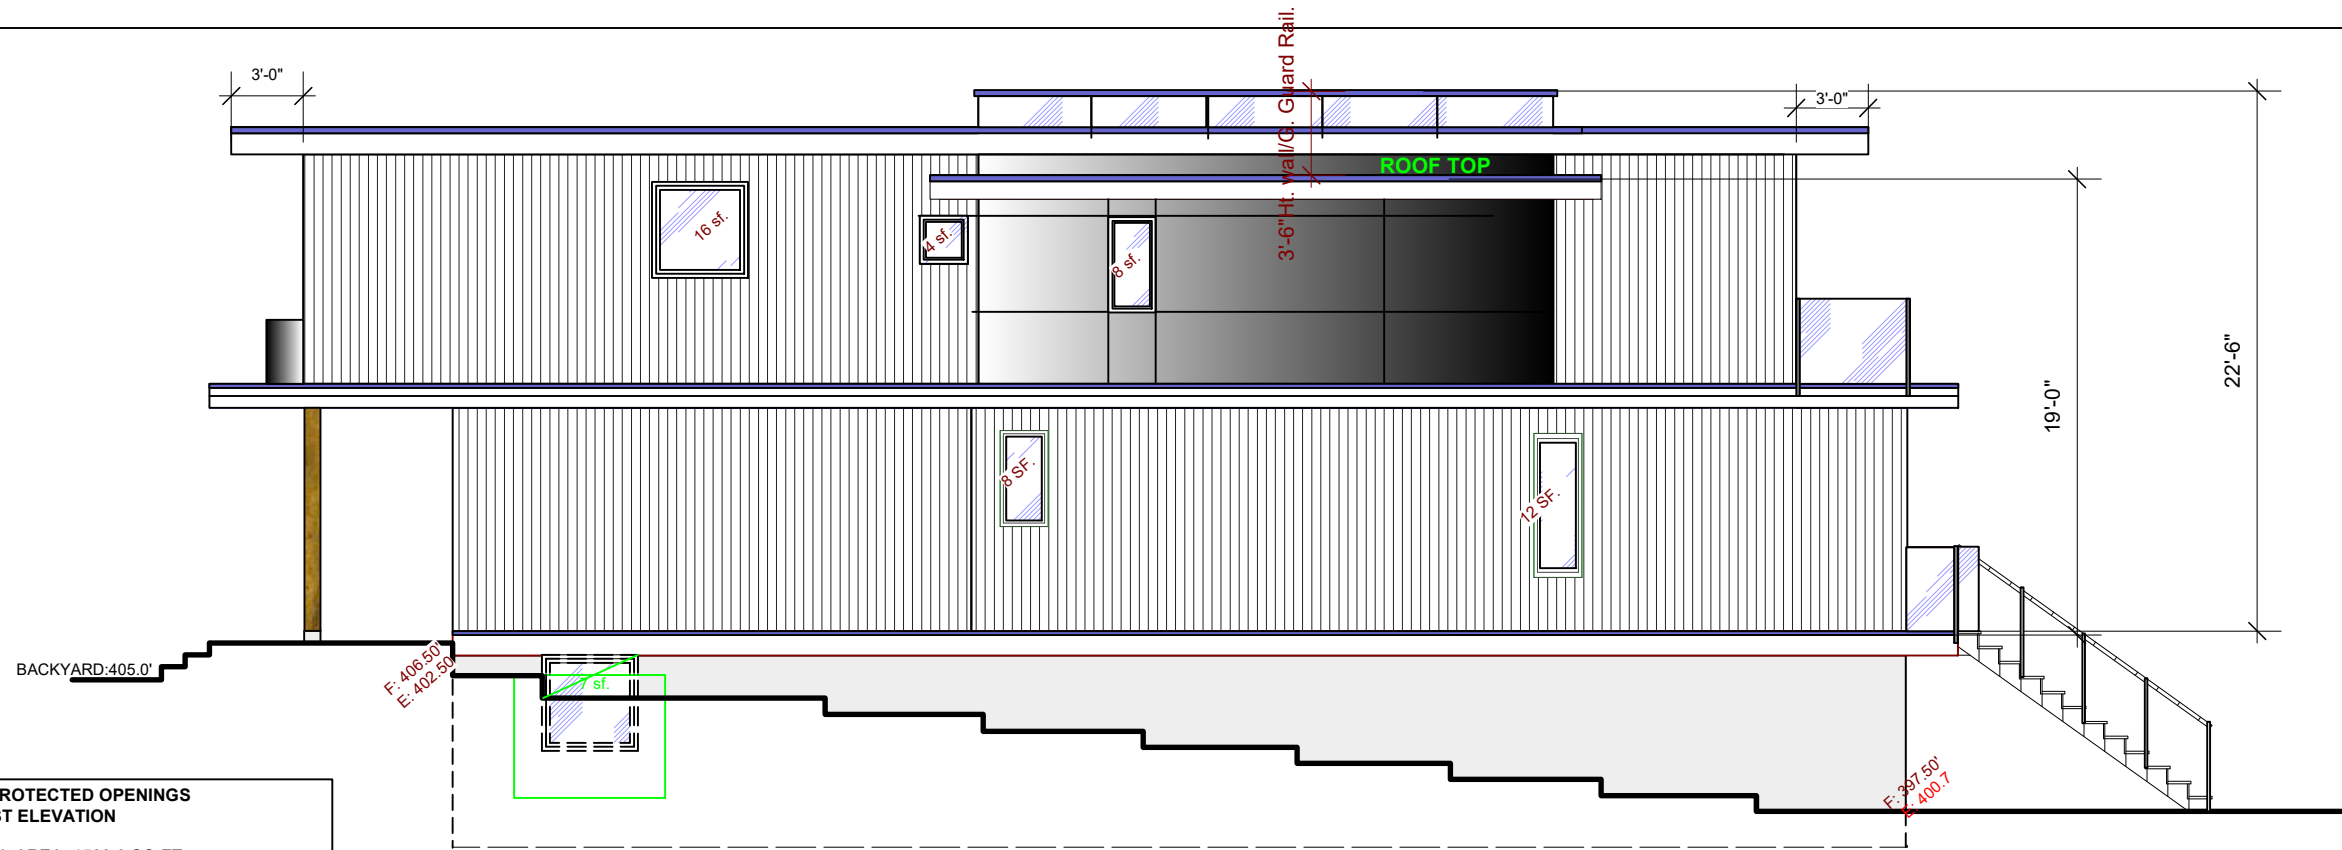 3'-6"Ht. wall/G. Guard Rail.
3'-0"
3'-0"
ROOF TOP
16 sf.
4 sf.
8 sf.
22'-6"
19'-0"
8 SF.
12 SF.
BACKYARD:405.0'
F: 406.50'
E: 402.50'
7 sf.
F: 397.50'
E: 400.7
ROTECTED OPENINGS
ST ELEVATION